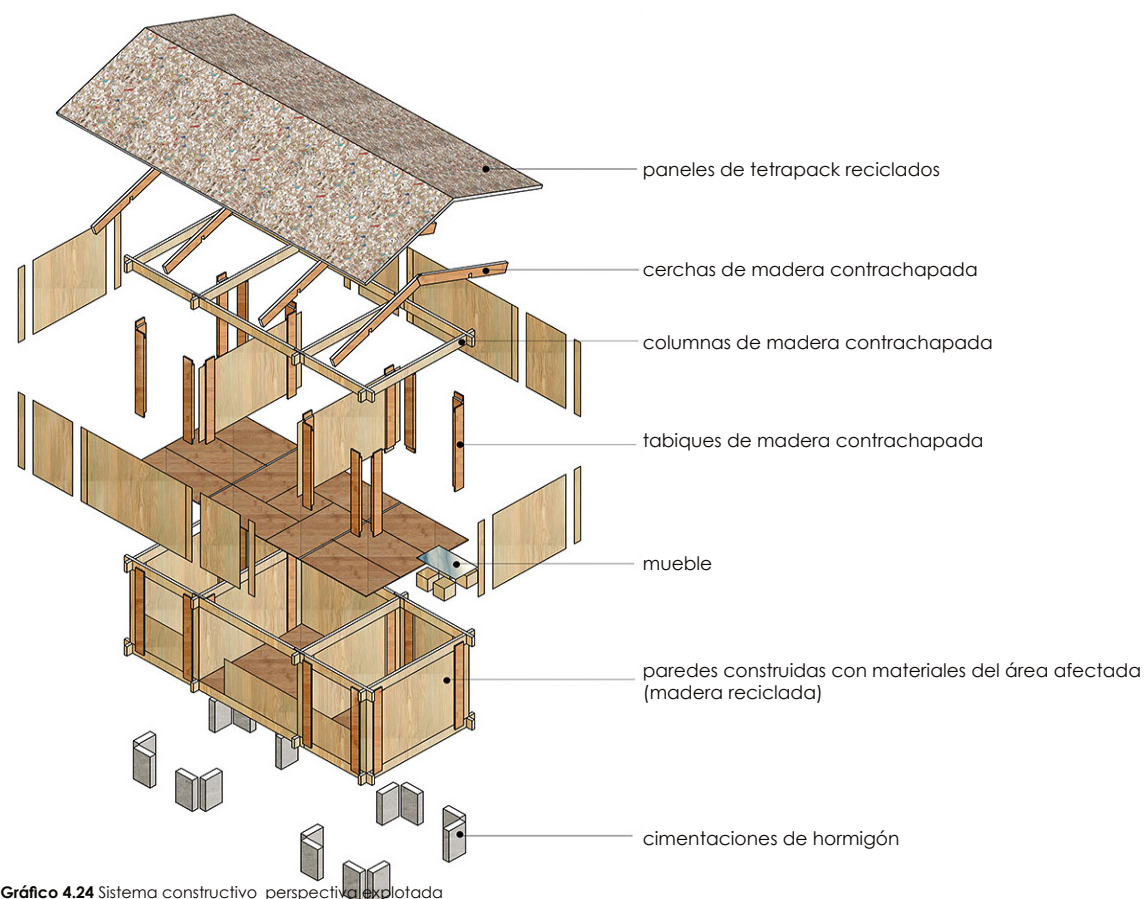 paneles de tetrapack reciclados
cerchas de madera contrachapada
columnas de madera contrachapada
tabiques de madera contrachapada
mueble
paredes construidas con materiales del área afectada
(madera reciclada)
cimentaciones de hormigón
Gráfico 4.24 Sistema constructivo perspectiva explotada